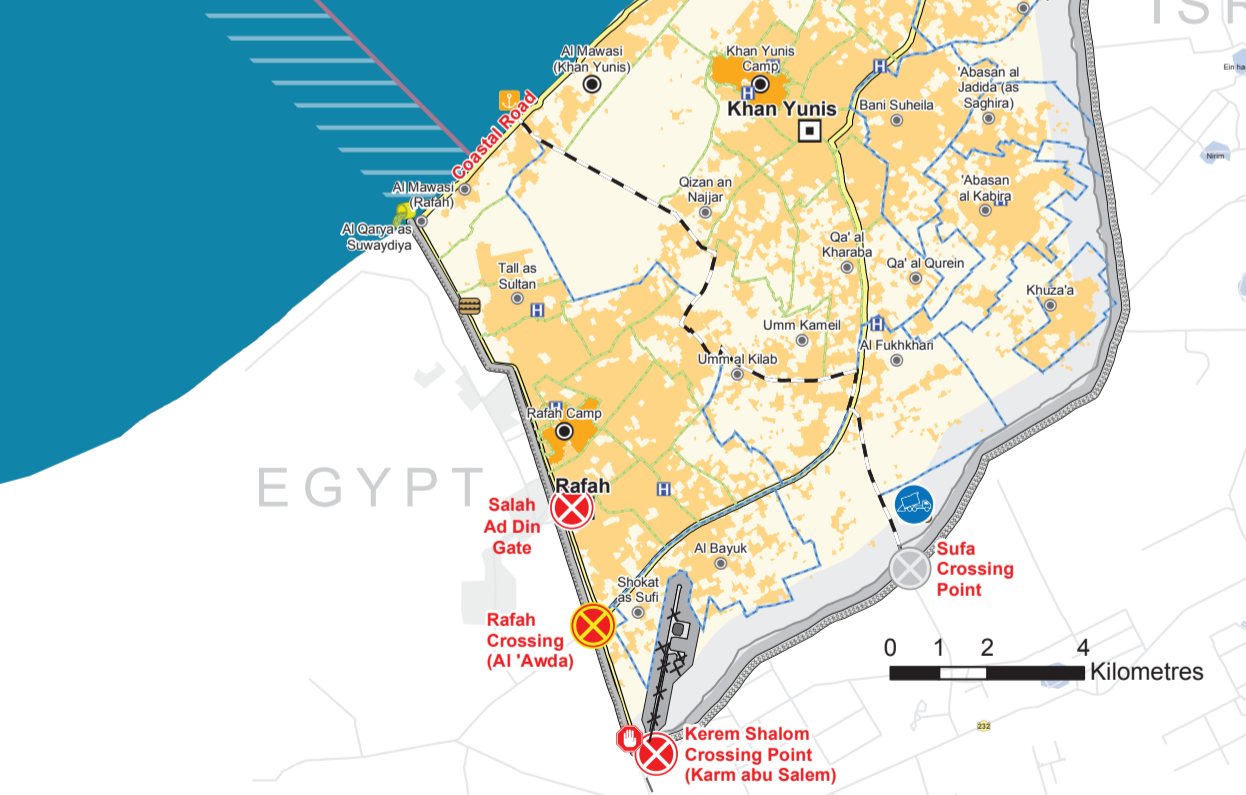 ISR
Al Mawasi
(Khan Yunis)
Khan Yunis
Camp
H
H
H
Khan Yunis
Bani Suheila
'Abasan al
Jadida (as
Saghira)
Ein ha
Nirim
Coastal Road
Al Mawasi
(Rafah)
Al Qarya as
Suwaydiya
Qizan an
Najjar
'Abasan
al Kabira
H
Qa' al
Kharaba
Qa' al Qurein
Khuza'a
Tall as
Sultan
H
Umm Kameil
H
Al Fukhkhari
Umm al Kilab
H
Rafah Camp
EGYPT
Rafah
H
Salah
Ad Din
Gate
Al Bayuk
Sufa
Crossing
Point
Shokat
as Sufi
Rafah
Crossing
(Al 'Awda)
0 1 2 4
Kilometres
232
Kerem Shalom
Crossing Point
(Karm abu Salem)